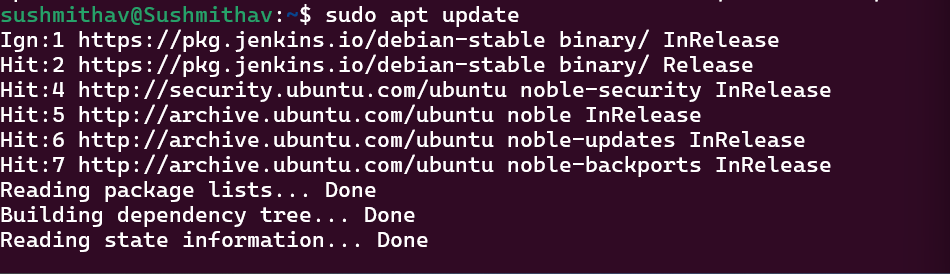 sushmithav@Sushmithav:~$ sudo apt update
Ign:1 https://pkg.jenkins.io/debian-stable binary/ InRelease
Hit:2 https://pkg.jenkins.io/debian-stable binary/ Release
Hit:4 http://security.ubuntu.com/ubuntu noble-security InRelease
Hit:5 http://archive.ubuntu.com/ubuntu noble InRelease
Hit:6 http://archive.ubuntu.com/ubuntu noble-updates InRelease
Hit:7 http://archive.ubuntu.com/ubuntu noble-backports InRelease
Reading package lists... Done
Building dependency tree... Done
Reading state information... Done